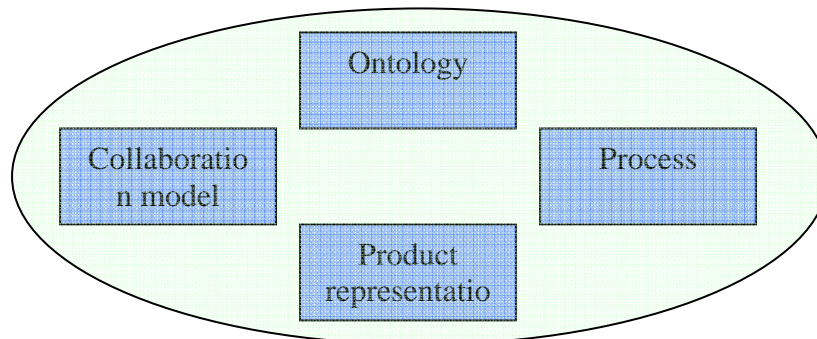 Ontology
Collaboratio
n model
Process
Product
representatio